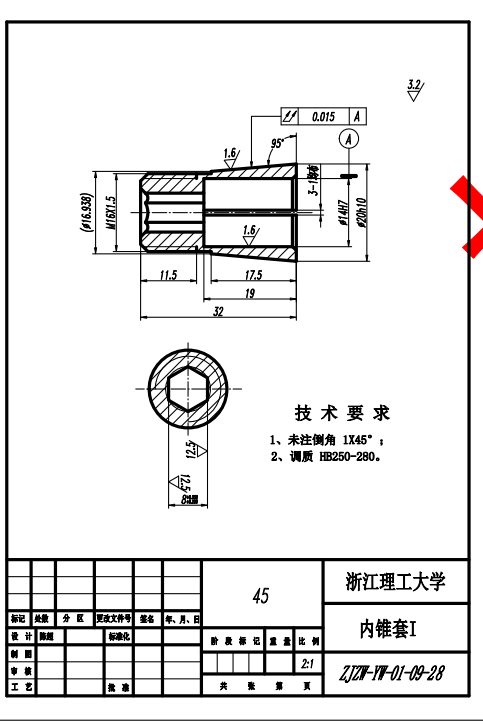 3.2
0.015 A
A
95°
1.6
(ø16.938)
M16X1.5
1.6
ø14H7
ø20h10
11.5
17.5
19
32
技术要求
1、未注倒角 1X45°；
2、调质 HB250-280。
12.5
12.5
45
浙江理工大学
标记 处数 分区 更改文件号 签名 年、月、日
设计 标准化
阶段标记 重量 比例
内锥套I
制图
2:1
审核
ZJZW-YW-01-09-28
工艺 批准
共 张 第 页